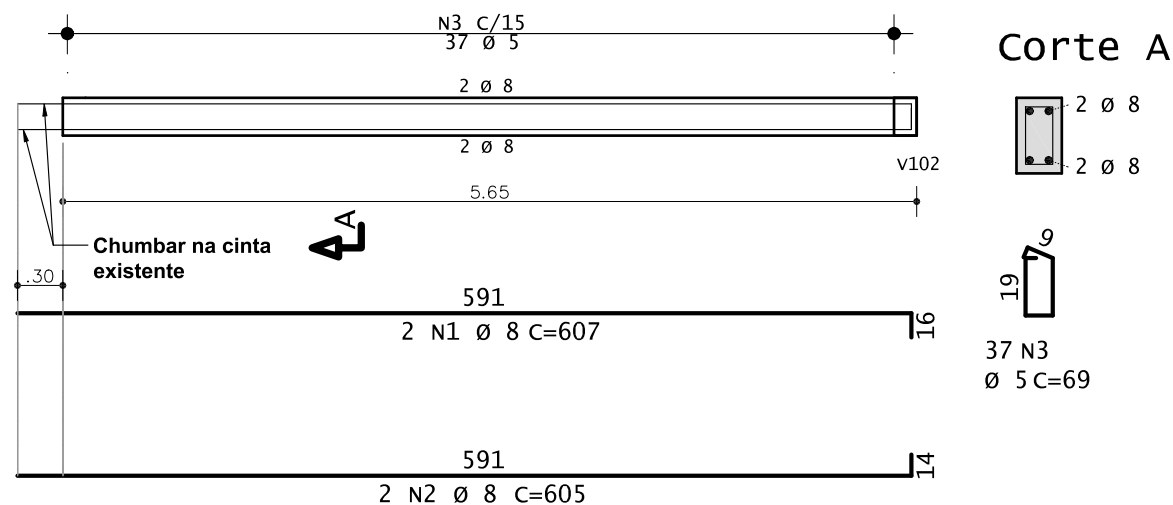 N3 C/15
37 Ø 5
Corte A
2 Ø 8
2 Ø 8
2 Ø 8
2 Ø 8
V102
5.65
A
Chumbar na cinta
existente
.30
9
19
591
16
2 N1 Ø 8 C=607
37 N3
Ø 5 C=69
591
14
2 N2 Ø 8 C=605